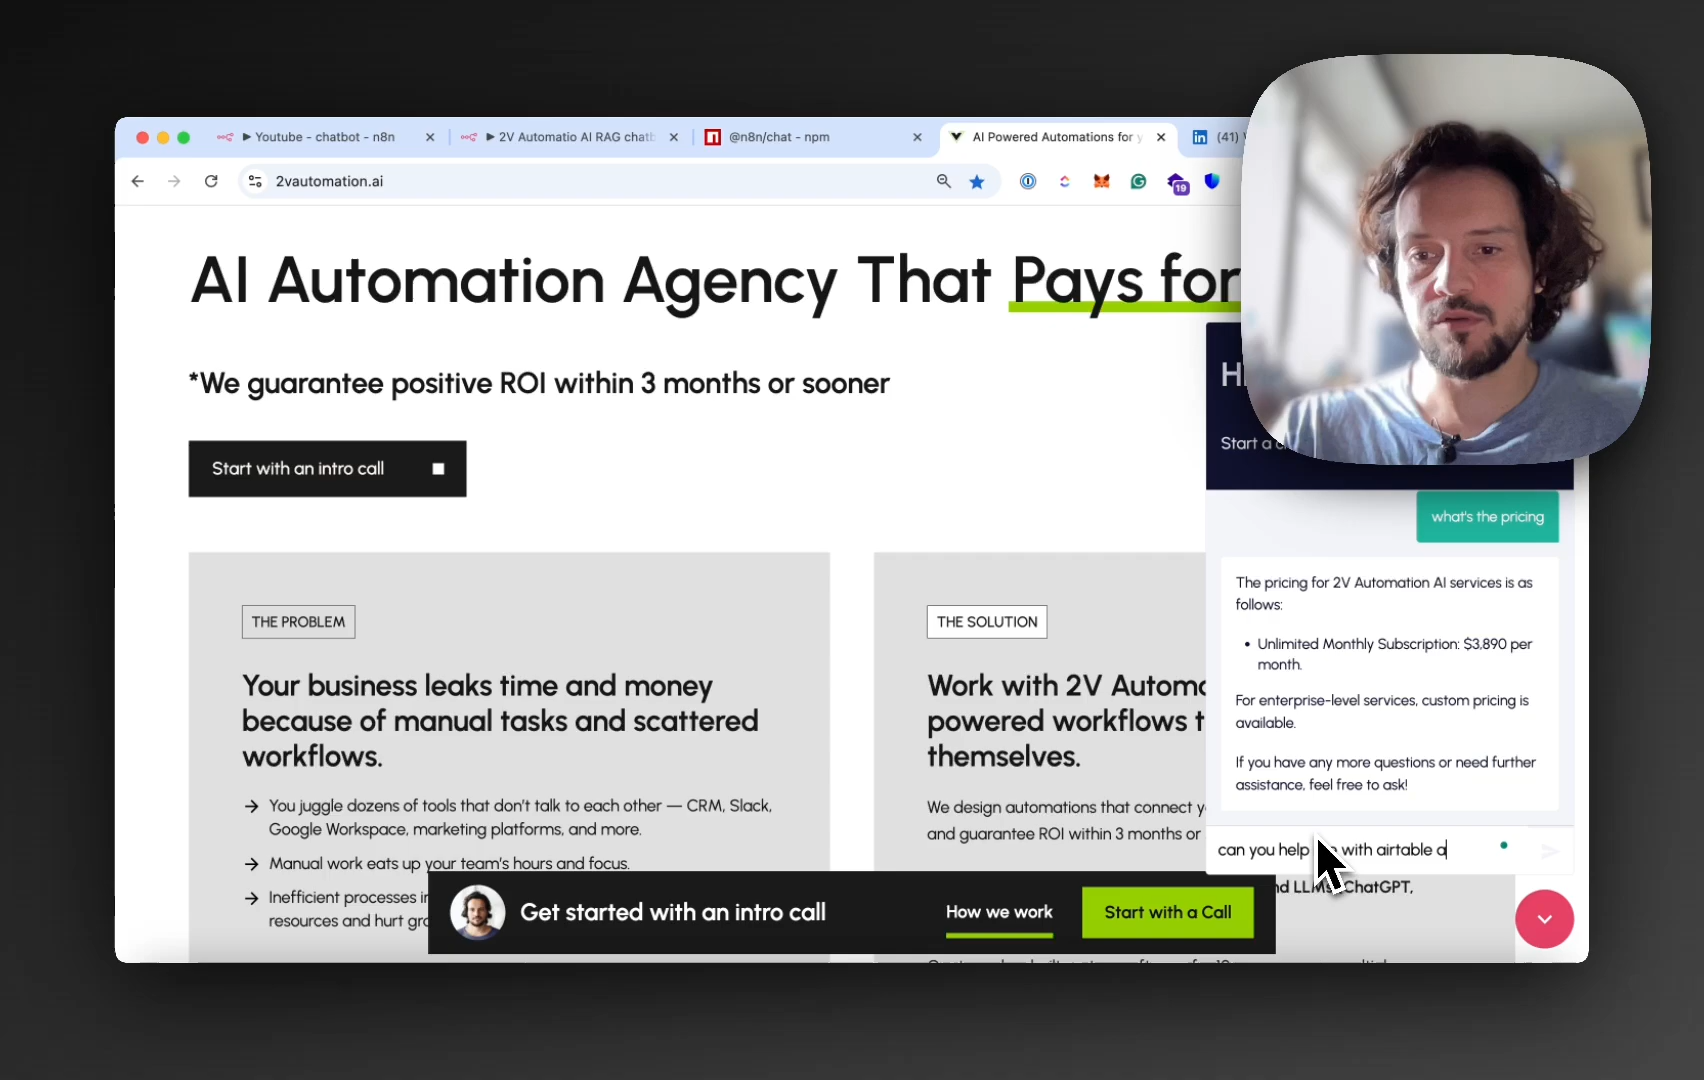 Youtube - chatbot - n8n
2V Automatio AI RAG chatb
@n8n/chat - npm
AI Powered Automations for y
(41)
2vautomation.ai
19
AI Automation Agency That Pays for
*We guarantee positive ROI within 3 months or sooner
Start with an intro call
THE PROBLEM
Your business leaks time and money
because of manual tasks and scattered
workflows.
You juggle dozens of tools that don't talk to each other — CRM, Slack,
Google Workspace, marketing platforms, and more.
Manual work eats up your team's hours and focus.
Inefficient processes
resources and hurt
THE SOLUTION
Work with 2V
powered workflows
themselves.
We design automations that connect
and guarantee ROI within 3 months or
LLMs, ChatGPT,
Start a
what's the pricing
The pricing for 2V Automation AI services is as
follows:
• Unlimited Monthly Subscription: $3,890 per
month.
For enterprise-level services, custom pricing is
available.
If you have any more questions or need further
assistance, feel free to ask!
can you help with airtable a
Get started with an intro call
How we work
Start with a Call